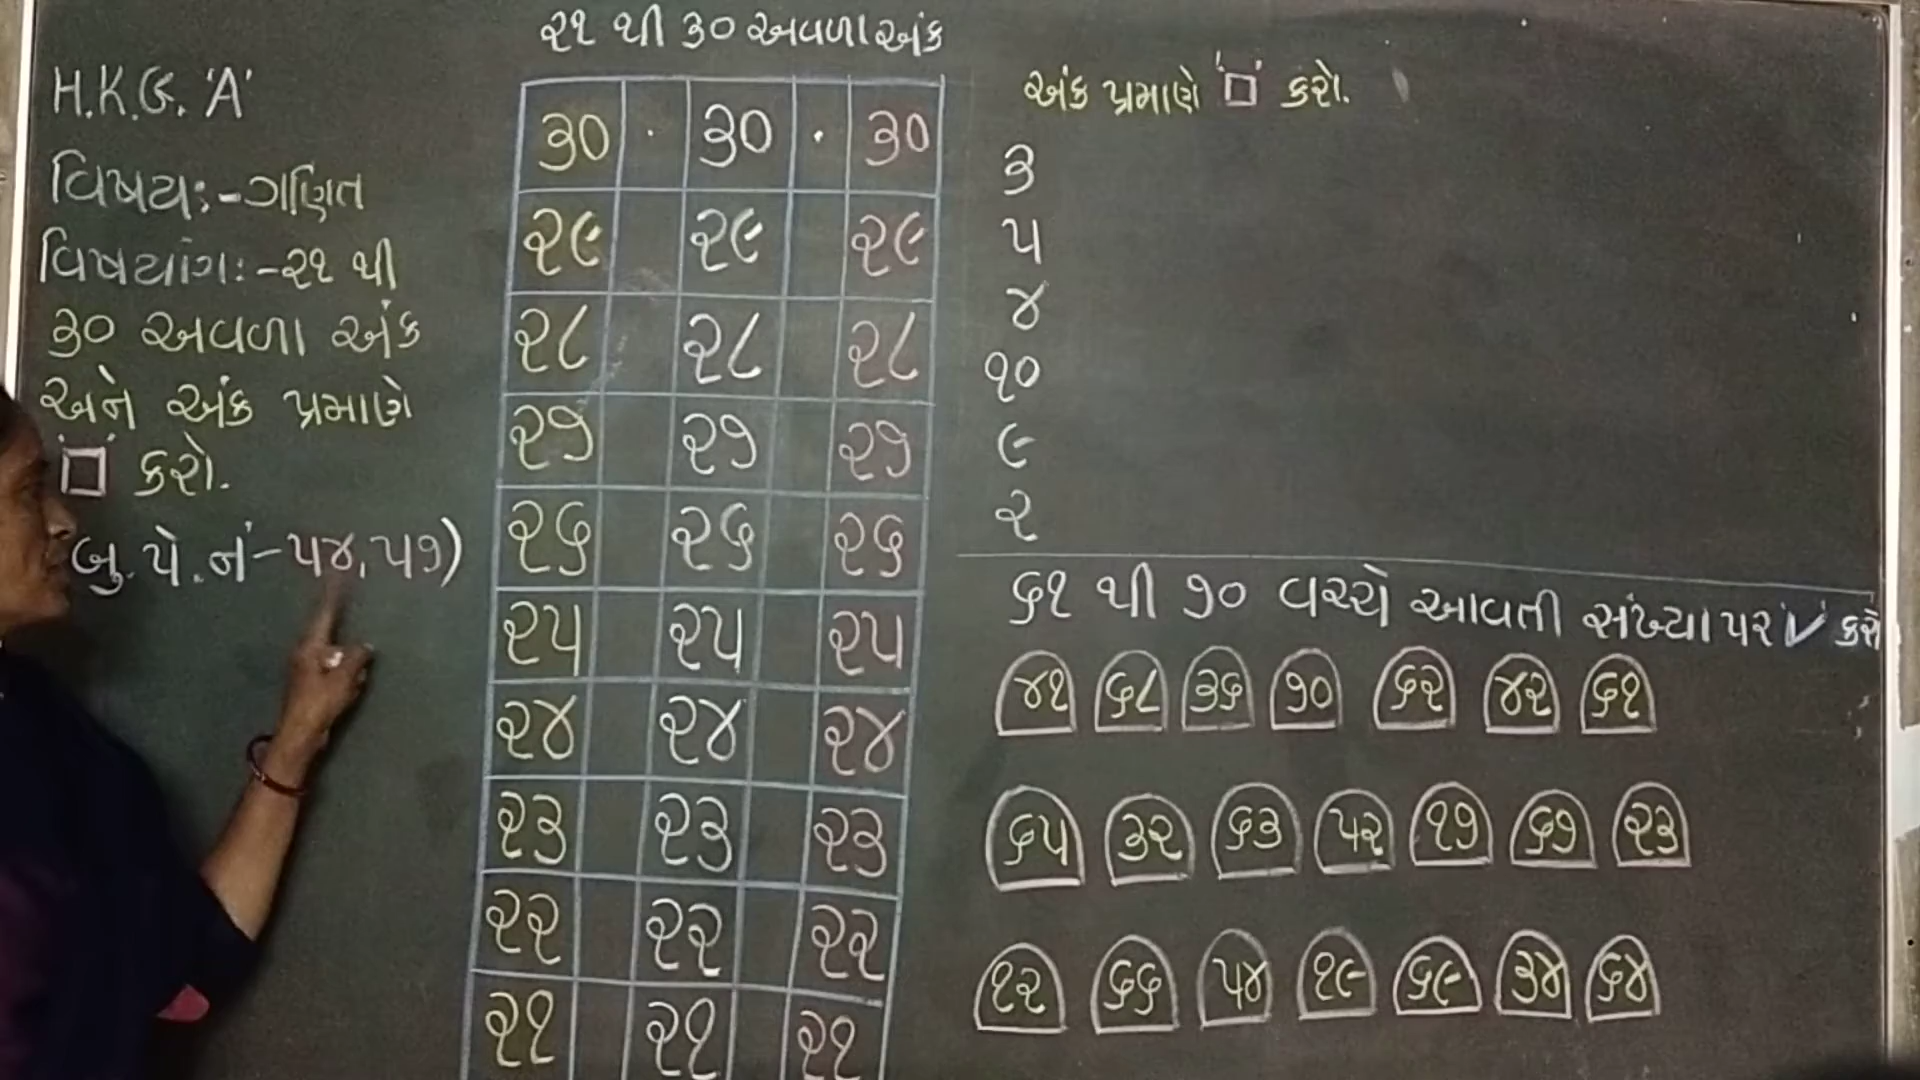 H.K.G. 'A'
વિષય:-ગણિત
વિષયાંગ:-૨૧ થી
૩૦ અવળા અંક
અને અંક પ્રમાણે
'□' કરો.
બુ.પે.નં-૫૪,૫૭)
૨૧ થી ૩૦ અવળા અંક
૩૦ . ૩૦ . ૩૦
૨૯ ૨૯ ૨૯
૨૮ ૨૮ ૨૮
૨૭ ૨૭ ૨૭
૨૬ ૨૬ ૨૬
૨૫ ૨૫ ૨૫
૨૪ ૨૪ ૨૪
૨૩ ૨૩ ૨૩
૨૨ ૨૨ ૨૨
૨૧ ૨૧ ૨૧
અંક પ્રમાણે '□' કરો.
૩
૫
૪
૧૦
૯
૨
૬૧ થી ૭૦ વચ્ચે આવતી સંખ્યા પર '✓' કરો
૪૧ ૬૮ ૩૬ ૭૦ ૬૨ ૪૨ ૬૧
૬૫ ૩૨ ૬૩ ૫૨ ૧૭ ૬૭ ૨૩
૧૨ ૬૬ ૫૪ ૧૯ ૬૯ ૩૪ ૬૪